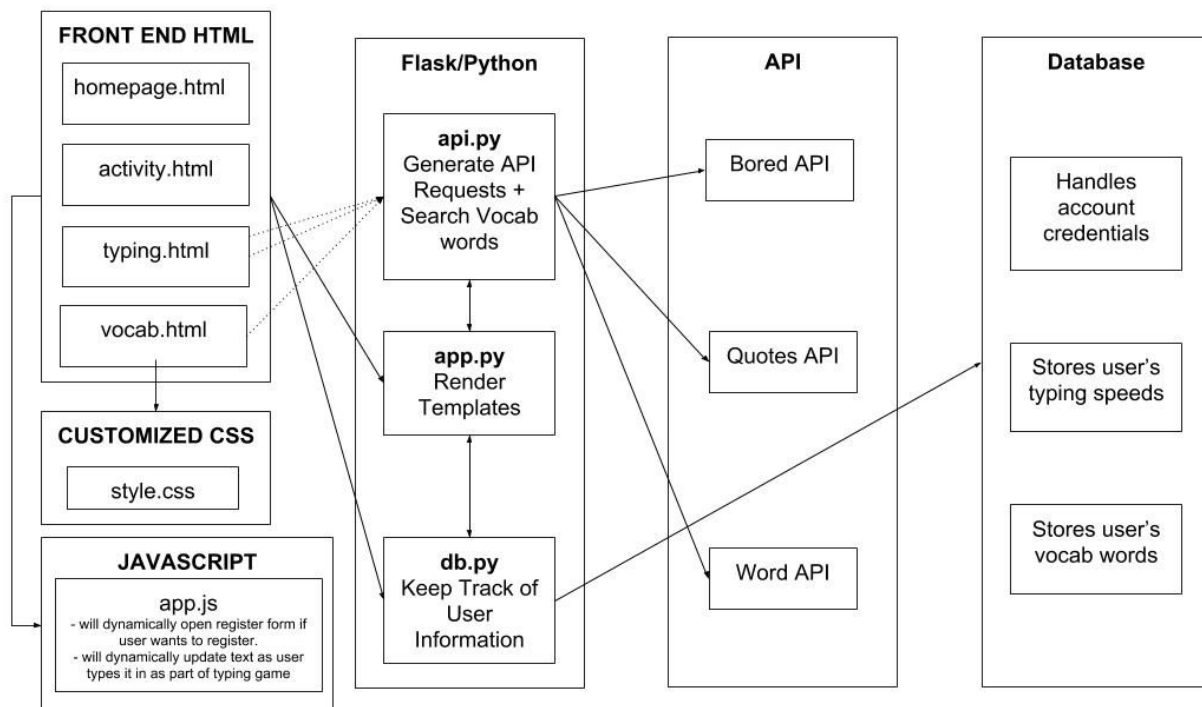 FRONT END HTML
homepage.html
activity.html
typing.html
vocab.html
CUSTOMIZED CSS
style.css
JAVASCRIPT
app.js
- will dynamically open register form if
user wants to register.
- will dynamically update text as user
types it in as part of typing game
Flask/Python
api.py
Generate API
Requests +
Search Vocab
words
app.py
Render
Templates
db.py
Keep Track of
User
Information
API
Bored API
Quotes API
Word API
Database
Handles
account
credentials
Stores user's
typing speeds
Stores user's
vocab words